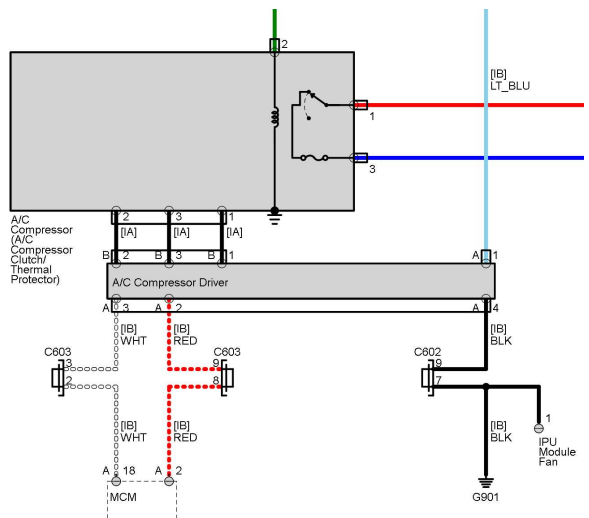 2
[IB]
LT_BLU
1
3
A/C
Compressor
(A/C
Compressor
Clutch/
Thermal
Protector)
2 3 1
[IA] [IA] [IA]
B 2 B 3 B 1 A 1
A/C Compressor Driver
A 3 A 2 A 4
[IB] [IB] [IB]
WHT RED BLK
C603 C603 C602
3 9 9
2 8 7
[IB] [IB] [IB]
WHT RED BLK
1
IPU
Module
Fan
A 18 A 2
MCM
G901